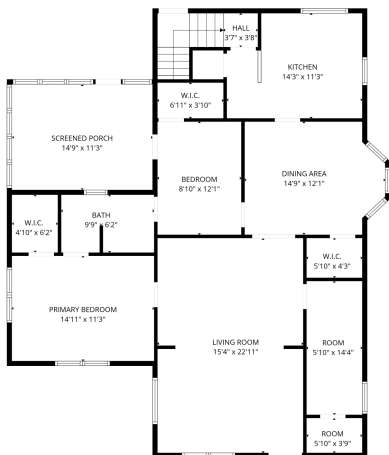 HALL
3'7" x 3'8"
KITCHEN
14'3" x 11'3"
W.I.C.
6'11" x 3'10"
SCREENED PORCH
14'9" x 11'3"
BEDROOM
8'10" x 12'1"
DINING AREA
14'9" x 12'1"
W.I.C.
4'10" x 6'2"
BATH
9'9" x 6'2"
W.I.C.
5'10" x 4'3"
PRIMARY BEDROOM
14'11" x 11'3"
LIVING ROOM
15'4" x 22'11"
ROOM
5'10" x 14'4"
ROOM
5'10" x 3'9"